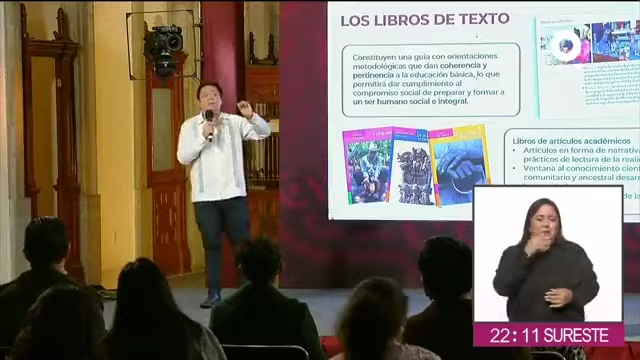 LOS LIBROS DE TEXTO
Constituyen una guía con orientaciones
metodológicas que dan coherencia y
pertinencia a la educación básica, lo que
permitirá dar cumplimiento al
compromiso social de preparar y formar a
un ser humano social e integral.
Libros de artículos académicos
• Artículos en forma de narrativa
prácticos de lectura de la reali
• Ventana al conocimiento cien
comunitario y ancestral desar
de la
22:11 SURESTE